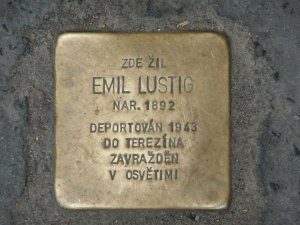 ZDE ŽIL
EMIL LUSTIG
NAR. 1892
DEPORTOVÁN 1943
DO TEREZÍNA
ZAVRAŽDĚN
V OSVĚTIMI